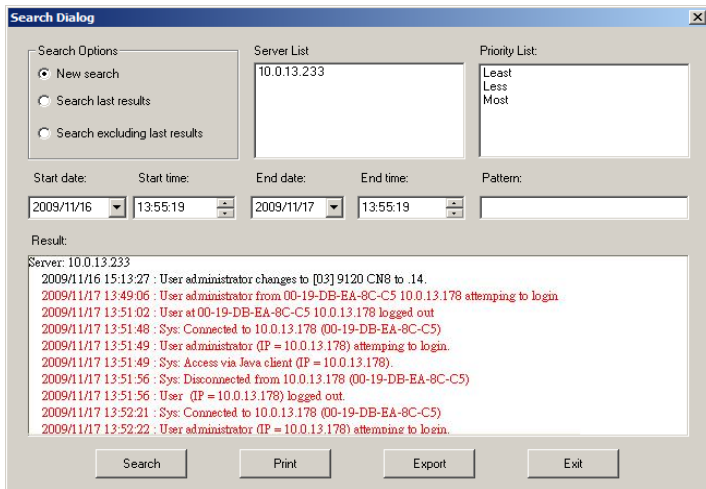 Search Dialog
Search Options
New search
Search last results
Search excluding last results
Server List
10.0.13.233
Priority List:
Least
Less
Most
Start date:
Start time:
End date:
End time:
Pattern:
2009/11/16
13:55:19
2009/11/17
13:55:19
Result:
Server: 10.0.13.233
2009/11/16 15:13:27 : User administrator changes to [03] 9120 CN8 to .14.
2009/11/17 13:49:06 : User administrator from 00-19-DB-EA-8C-C5 10.0.13.178 attemping to login
2009/11/17 13:51:02 : User at 00-19-DB-EA-8C-C5 10.0.13.178 logged out
2009/11/17 13:51:48 : Sys: Connected to 10.0.13.178 (00-19-DB-EA-8C-C5)
2009/11/17 13:51:49 : User administrator (IP = 10.0.13.178) attemping to login.
2009/11/17 13:51:49 : Sys: Access via Java client (IP = 10.0.13.178).
2009/11/17 13:51:56 : Sys: Disconnected from 10.0.13.178 (00-19-DB-EA-8C-C5)
2009/11/17 13:51:56 : User (IP = 10.0.13.178) logged out.
2009/11/17 13:52:21 : Sys: Connected to 10.0.13.178 (00-19-DB-EA-8C-C5)
2009/11/17 13:52:22 : User administrator (IP = 10.0.13.178) attemping to login.
Search
Print
Export
Exit